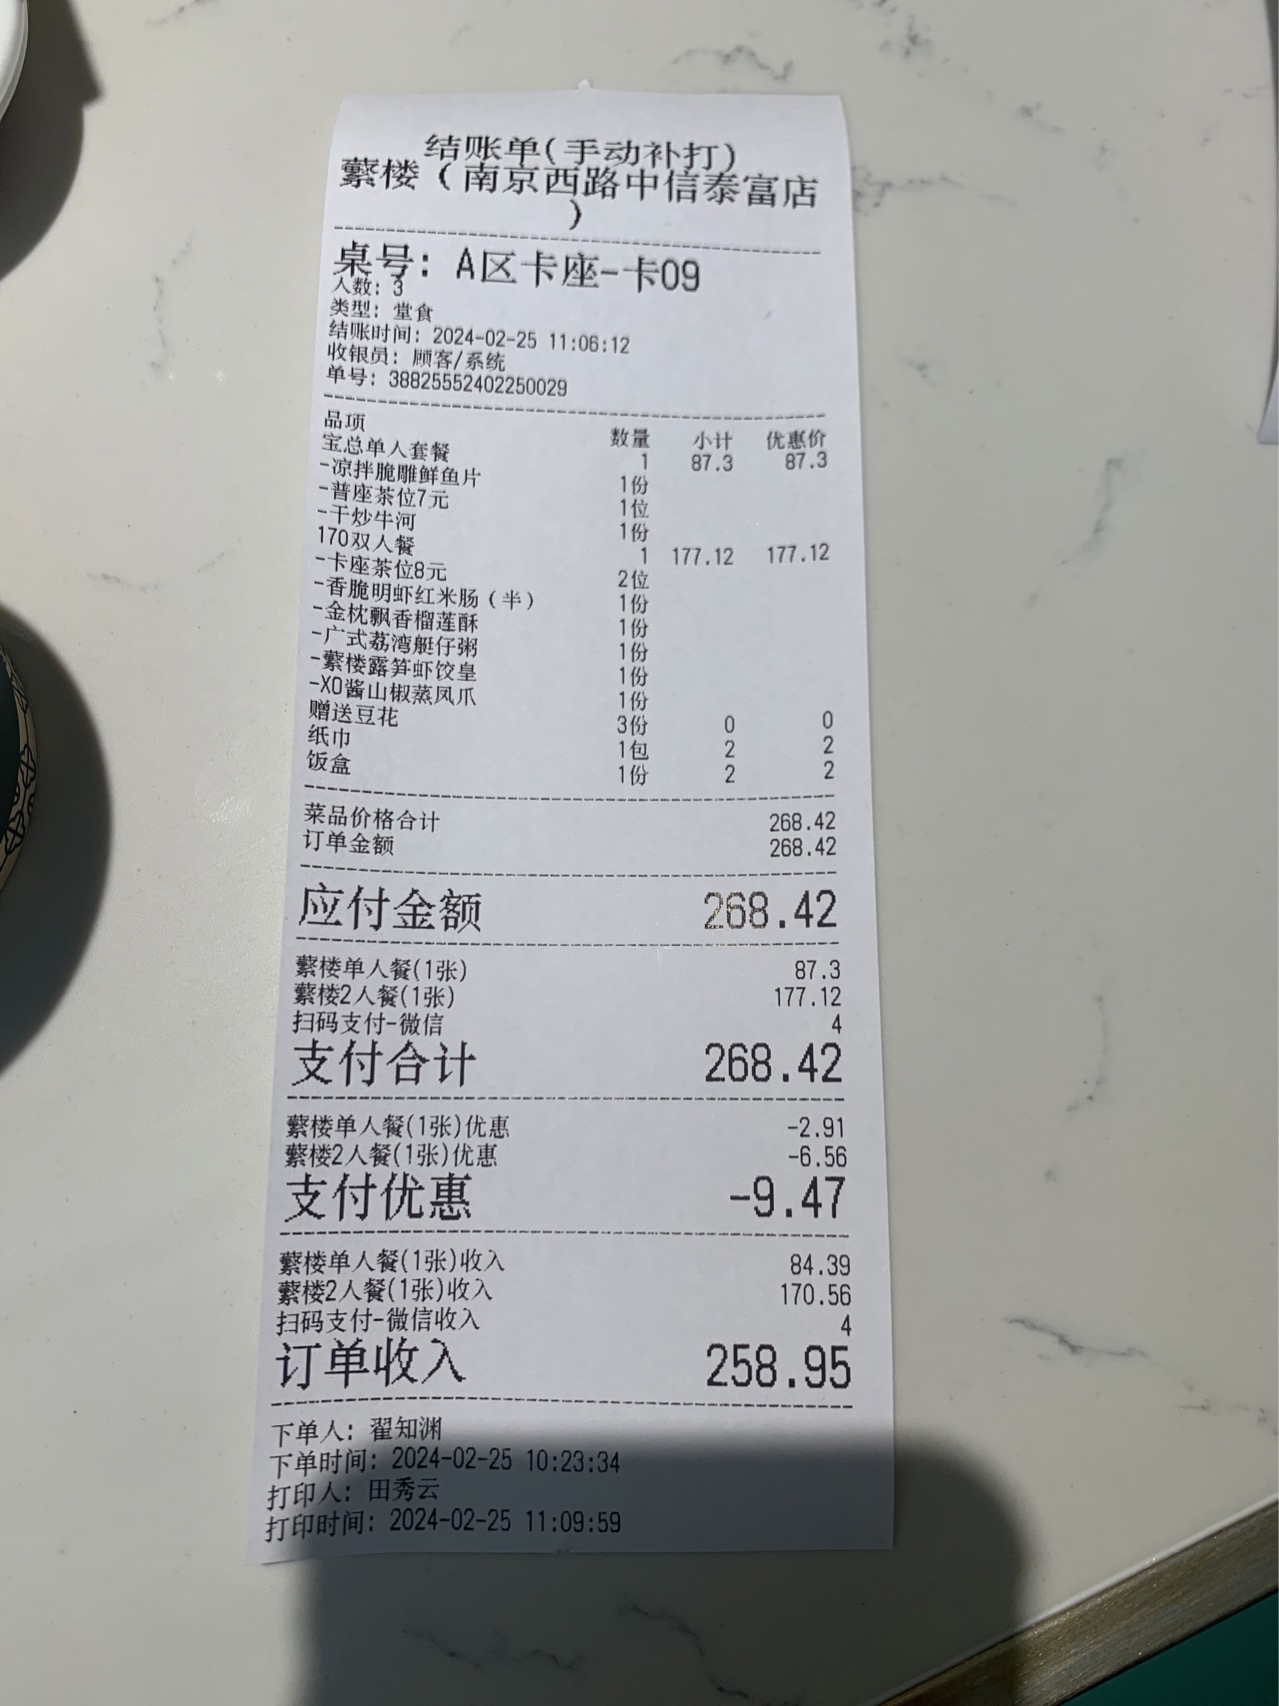 结账单(手动补打)
蘩楼（南京西路中信泰富店
）
桌号: A区卡座-卡09
人数: 3
类型: 堂食
结账时间: 2024-02-25 11:06:12
收银员: 顾客/系统
单号: 38825552402250029
品项 数量 小计 优惠价
宝总单人套餐 1 87.3 87.3
-凉拌脆雕鲜鱼片 1份
-普座茶位7元 1位
-干炒牛河 1份
170双人餐 1 177.12 177.12
-卡座茶位8元 2位
-香脆明虾红米肠（半） 1份
-金枕飘香榴莲酥 1份
-广式荔湾艇仔粥 1份
-蘩楼露笋虾饺皇 1份
-XO酱山椒蒸凤爪 1份
赠送豆花 3份 0 0
纸巾 1包 2 2
饭盒 1份 2 2
菜品价格合计 268.42
订单金额 268.42
应付金额 268.42
蘩楼单人餐(1张) 87.3
蘩楼2人餐(1张) 177.12
扫码支付-微信 4
支付合计 268.42
蘩楼单人餐(1张)优惠 -2.91
蘩楼2人餐(1张)优惠 -6.56
支付优惠 -9.47
蘩楼单人餐(1张)收入 84.39
蘩楼2人餐(1张)收入 170.56
扫码支付-微信收入 4
订单收入 258.95
下单人: 翟知渊
下单时间: 2024-02-25 10:23:34
打印人: 田秀云
打印时间: 2024-02-25 11:09:59